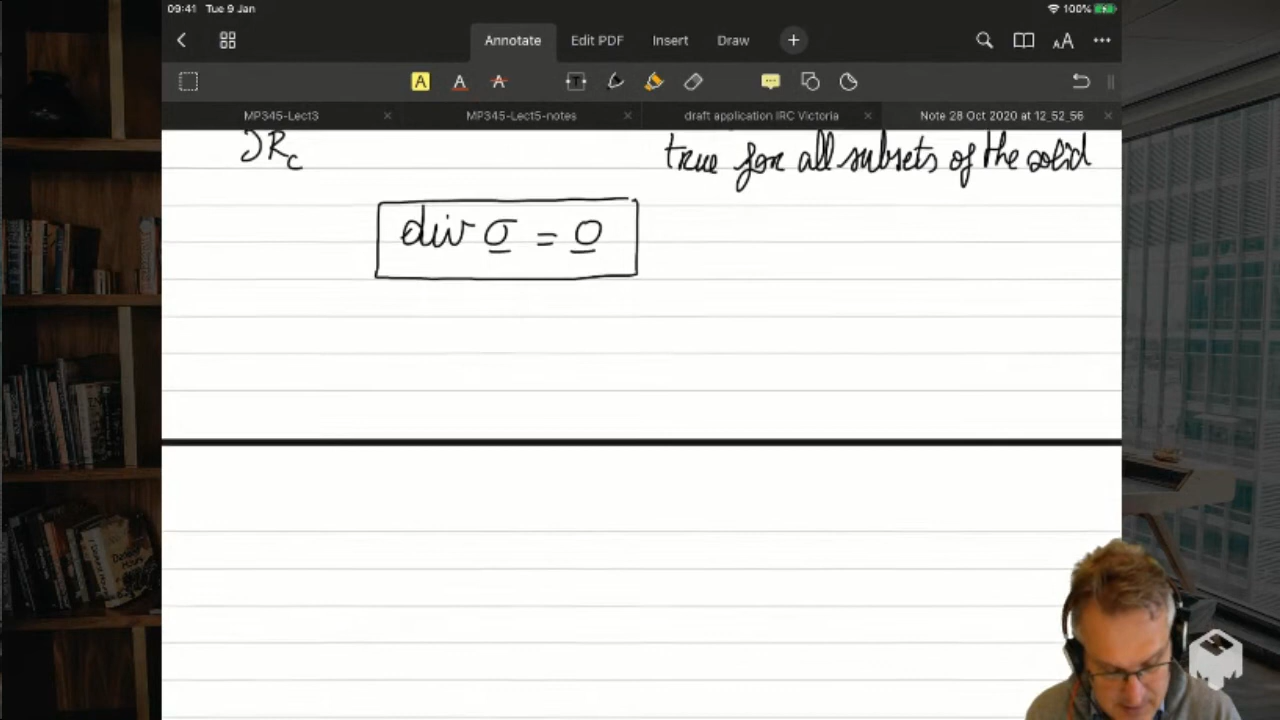 09:41 Tue 9 Jan
100%
Annotate Edit PDF Insert Draw
MP345-Lect3 MP345-Lect5-notes draft application IRC Victoria Note 28 Oct 2020 at 12_52_56
∂Rc true for all subsets of the solid
div σ = 0